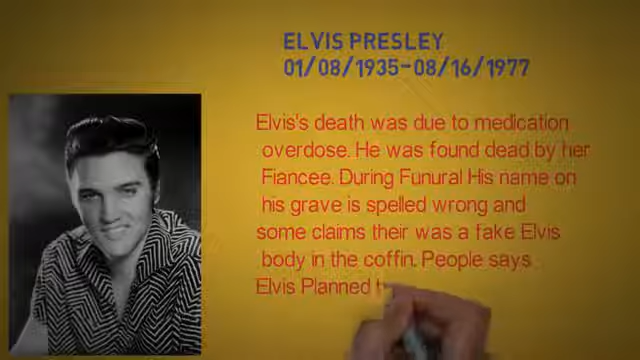 ELVIS PRESLEY
01/08/1935-08/16/1977
Elvis's death was due to medication
overdose. He was found dead by her
Fiancee. During Funural His name on
his grave is spelled wrong and
some claims their was a fake Elvis
body in the coffin. People says
Elvis Planned